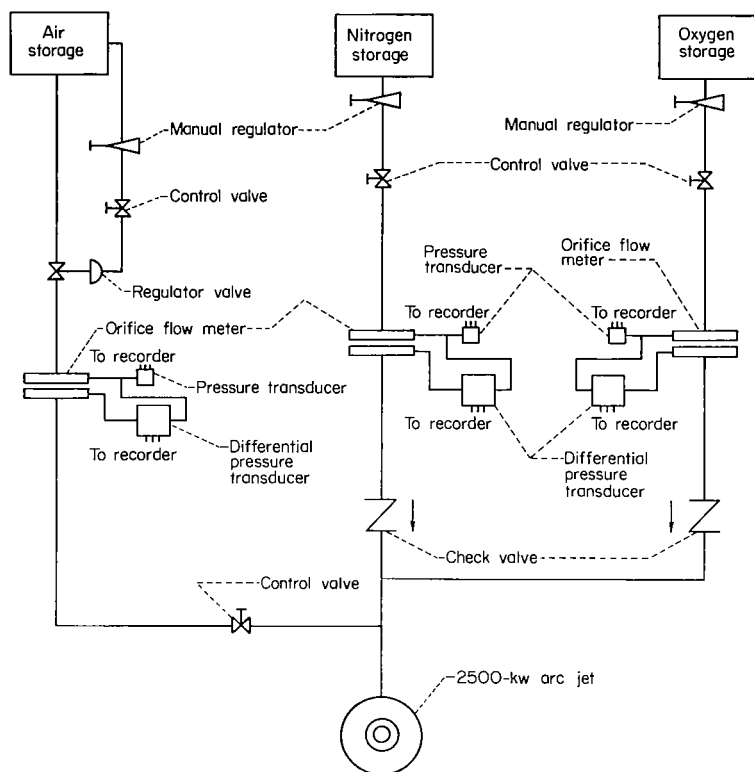 Air
storage
Nitrogen
storage
Oxygen
storage
Manual regulator
Manual regulator
Control valve
Control valve
Pressure
transducer
Orifice flow
meter
Regulator valve
To recorder
To recorder
Orifice flow meter
To recorder
Pressure transducer
To recorder
To recorder
To recorder
Differential
pressure
transducer
Differential
pressure
transducer
Check valve
Control valve
2500-kw arc jet